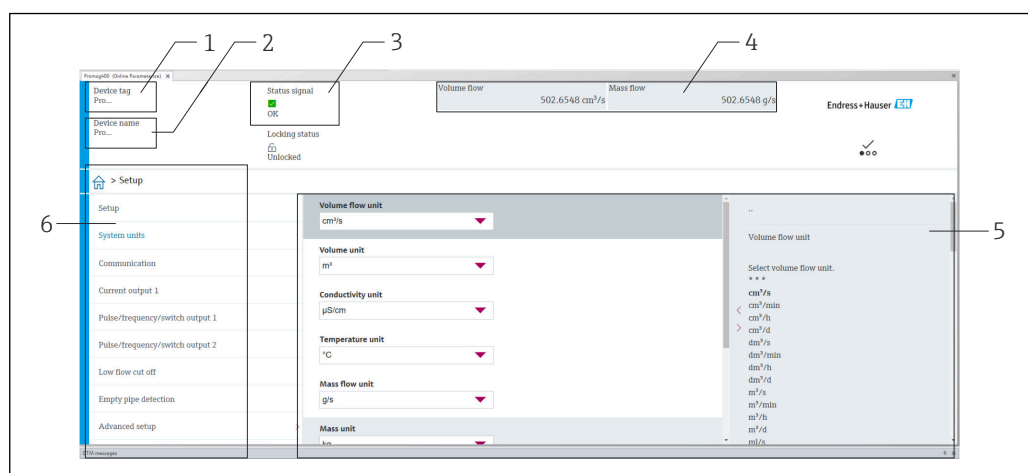 1
2
3
4
Promag400 (Online Parameterize) X
Device tag
Pro...
Status signal
OK
Volume flow
502.6548 cm³/s
Mass flow
502.6548 g/s
Endress+Hauser EH
Device name
Pro...
Locking status
Unlocked
> Setup
6
5
Setup
System units
Communication
Current output 1
Pulse/frequency/switch output 1
Pulse/frequency/switch output 2
Low flow cut off
Empty pipe detection
Advanced setup
Volume flow unit
cm³/s
Volume unit
m³
Conductivity unit
µS/cm
Temperature unit
°C
Mass flow unit
g/s
Mass unit
kg
..
Volume flow unit
Select volume flow unit.
* * *
cm³/s
cm³/min
cm³/h
cm³/d
dm³/s
dm³/min
dm³/h
dm³/d
m³/s
m³/min
m³/h
m³/d
ml/s
DTM messages